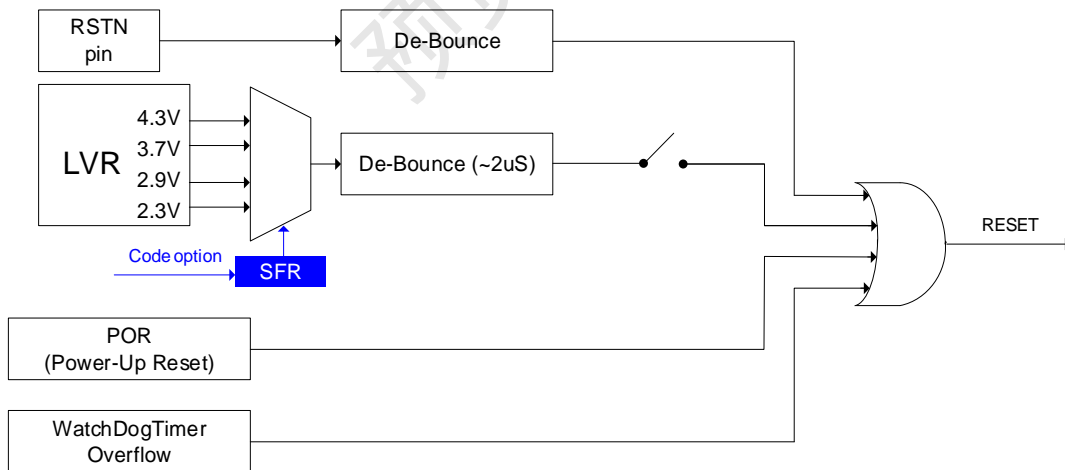 RSTN
pin
De-Bounce
4.3V
3.7V
2.9V
2.3V
LVR
De-Bounce (~2uS)
Code option
SFR
RESET
POR
(Power-Up Reset)
WatchDogTimer
Overflow
预